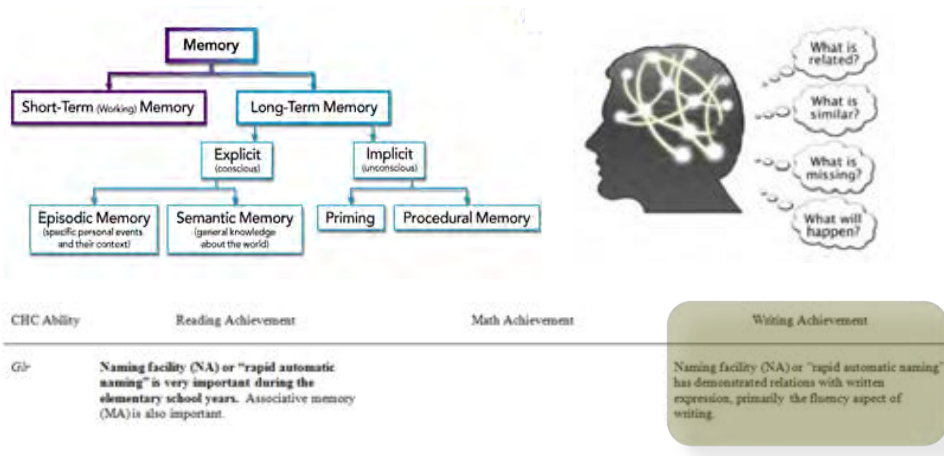 Memory
Short-Term (Working) Memory
Long-Term Memory
Explicit
(conscious)
Implicit
(unconscious)
Episodic Memory
(specific personal events
and their context)
Semantic Memory
(general knowledge
about the world)
Priming
Procedural Memory
What is
related?
What is
similar?
What is
missing?
What will
happen?
CHC Ability
Reading Achievement
Math Achievement
Writing Achievement
Glr
Naming facility (NA) or "rapid automatic
naming" is very important during the
elementary school years. Associative memory
(MA) is also important.
Naming facility (NA) or "rapid automatic naming"
has demonstrated relations with written
expression, primarily the fluency aspect of
writing.